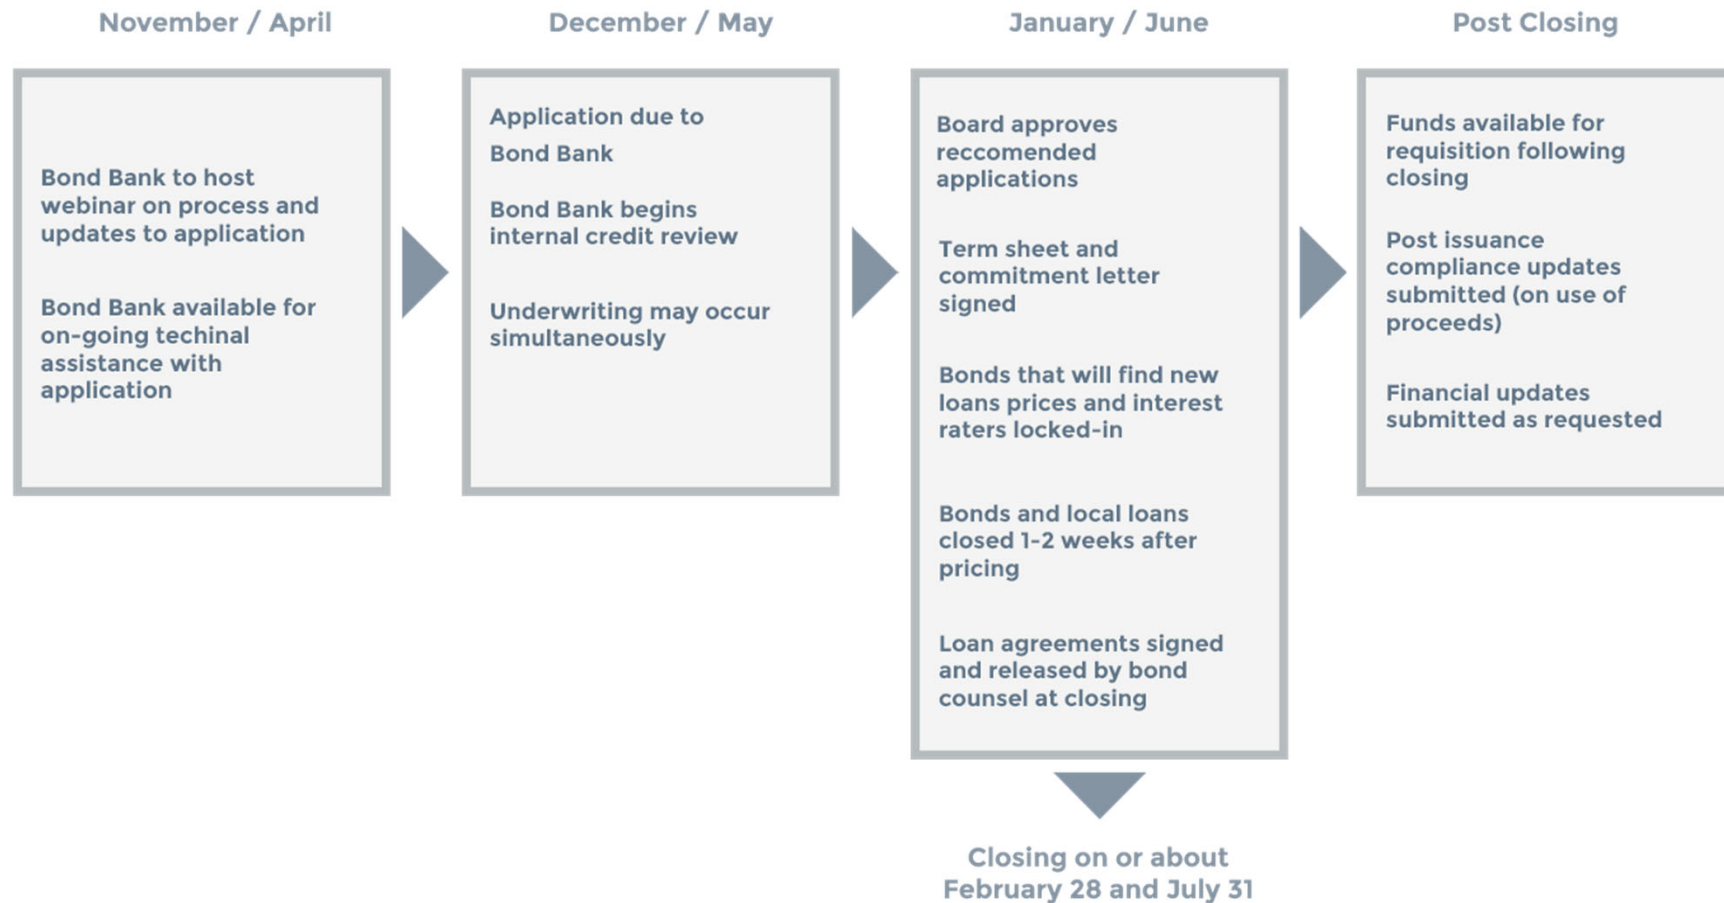 November / April
Bond Bank to host
webinar on process and
updates to application
Bond Bank available for
on-going techinal
assistance with
application
December / May
Application due to
Bond Bank
Bond Bank begins
internal credit review
Underwriting may occur
simultaneously
January / June
Board approves
reccomended
applications
Term sheet and
commitment letter
signed
Bonds that will find new
loans prices and interest
raters locked-in
Bonds and local loans
closed 1-2 weeks after
pricing
Loan agreements signed
and released by bond
counsel at closing
Closing on or about
February 28 and July 31
Post Closing
Funds available for
requisition following
closing
Post issuance
compliance updates
submitted (on use of
proceeds)
Financial updates
submitted as requested